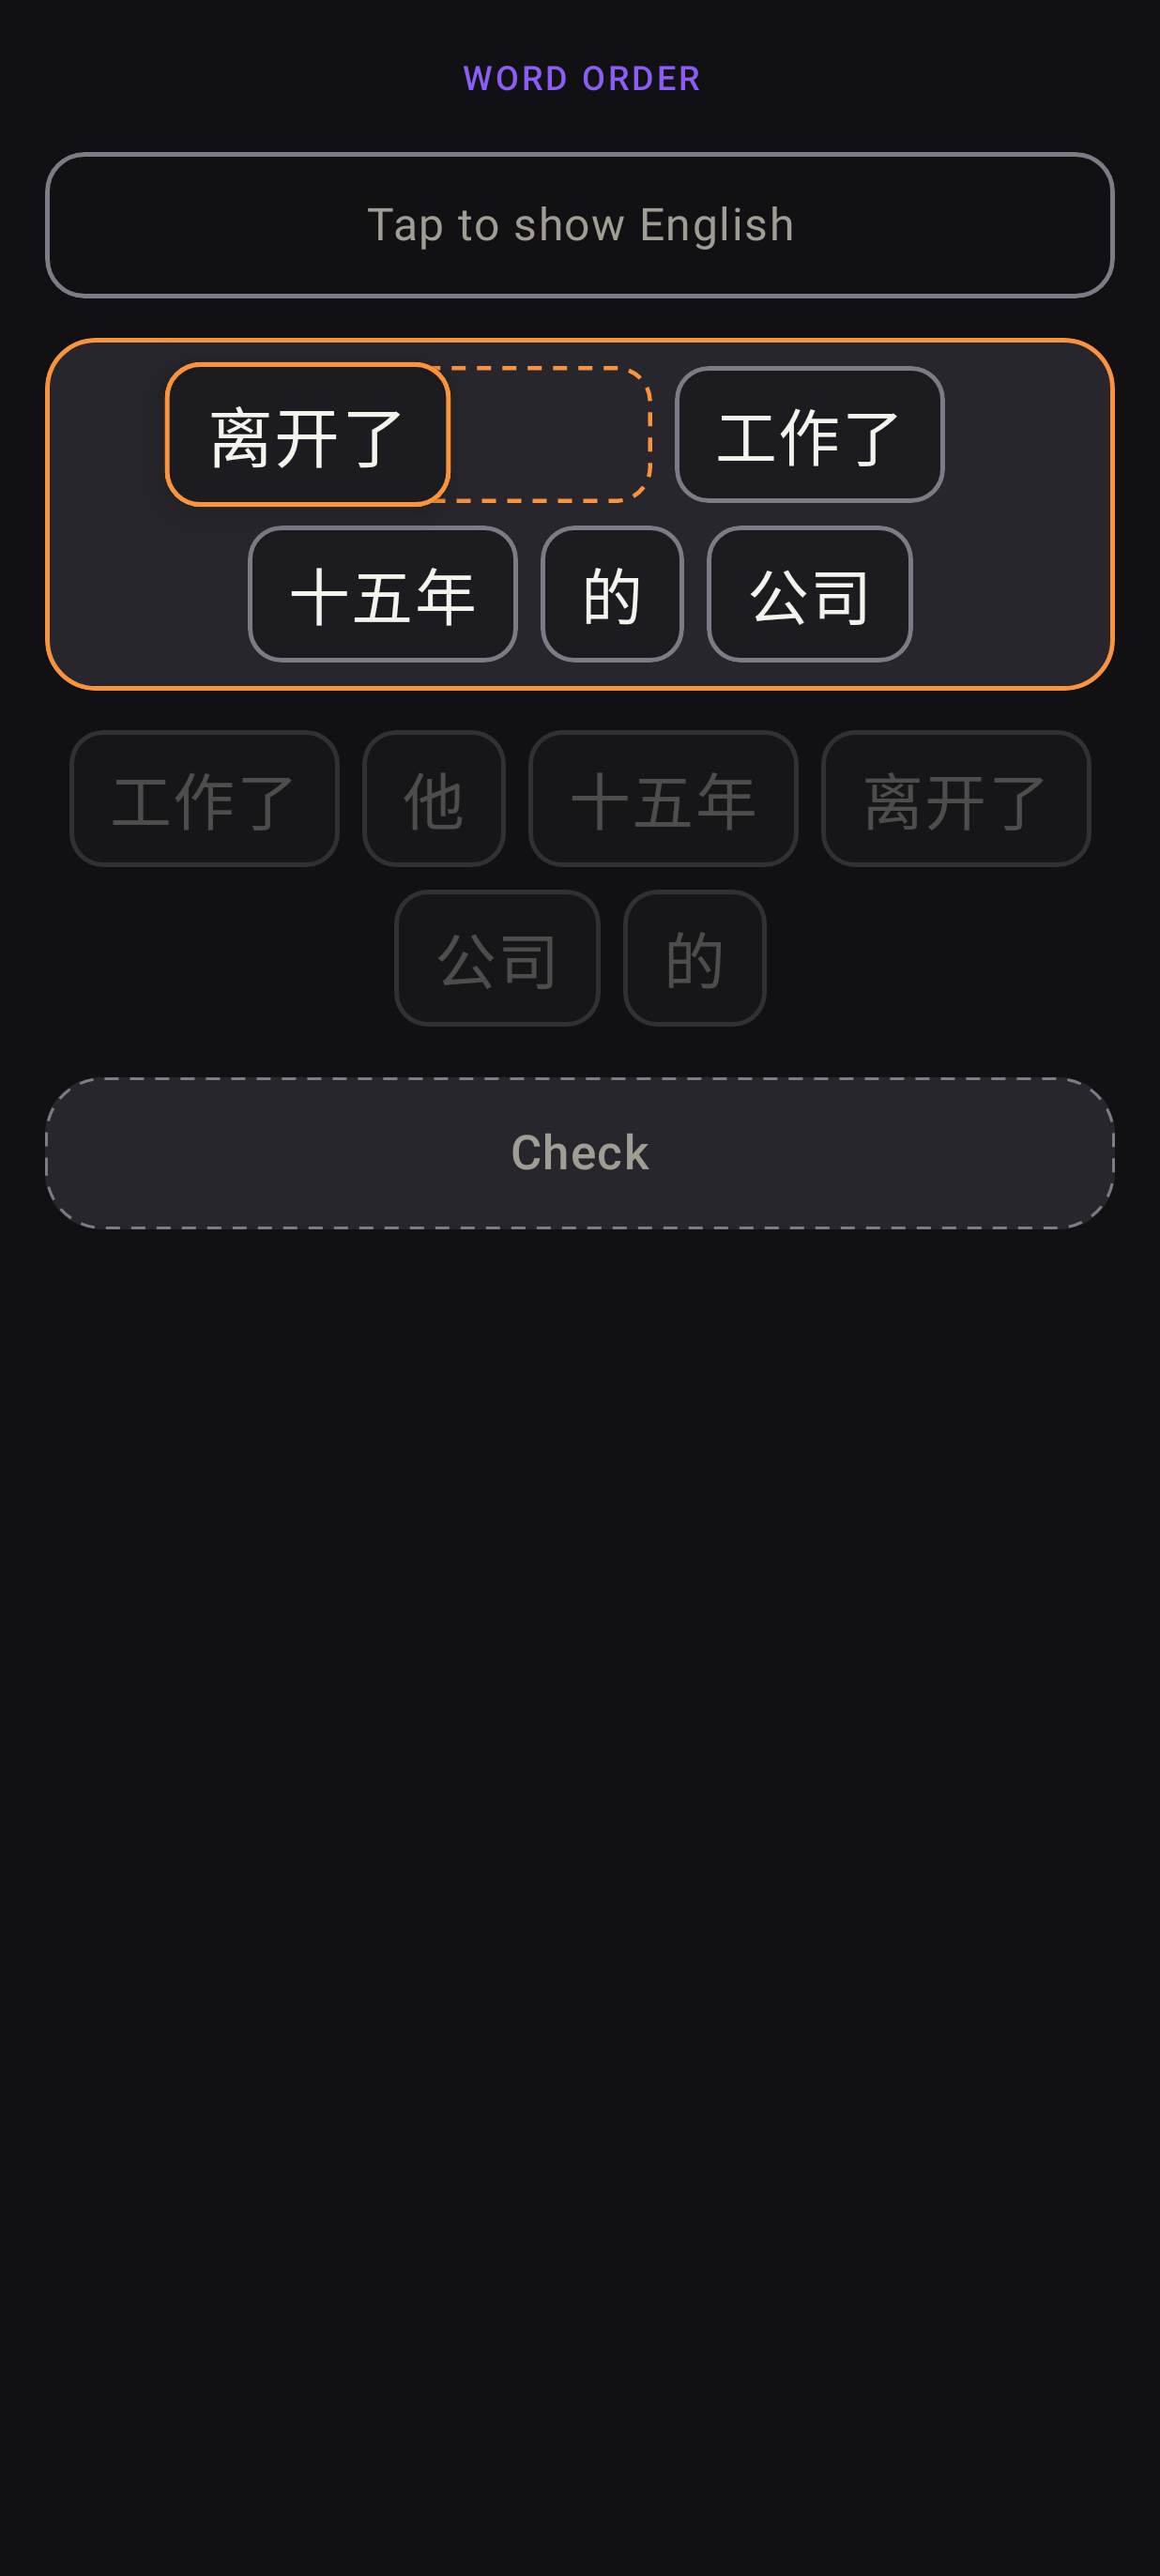 WORD ORDER
Tap to show English
离开了 工作了
十五年 的 公司
工作了 他 十五年 离开了
公司 的
Check